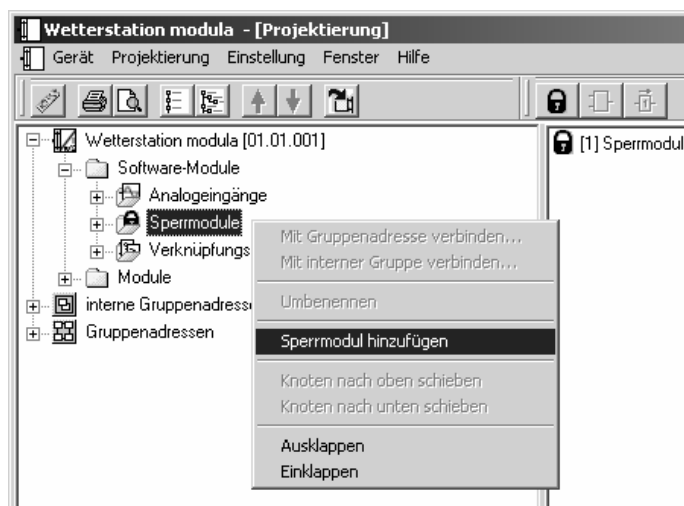 Wetterstation modula - [Projektierung]
Gerät Projektierung Einstellung Fenster Hilfe
Wetterstation modula [01.01.001]
Software-Module
Analogeingänge
Sperrmodule
Verknüpfungs
Module
interne Gruppenadress
Gruppenadressen
[1] Sperrmodul
Mit Gruppenadresse verbinden...
Mit interner Gruppe verbinden...
Umbenennen
Sperrmodul hinzufügen
Knoten nach oben schieben
Knoten nach unten schieben
Ausklappen
Einklappen